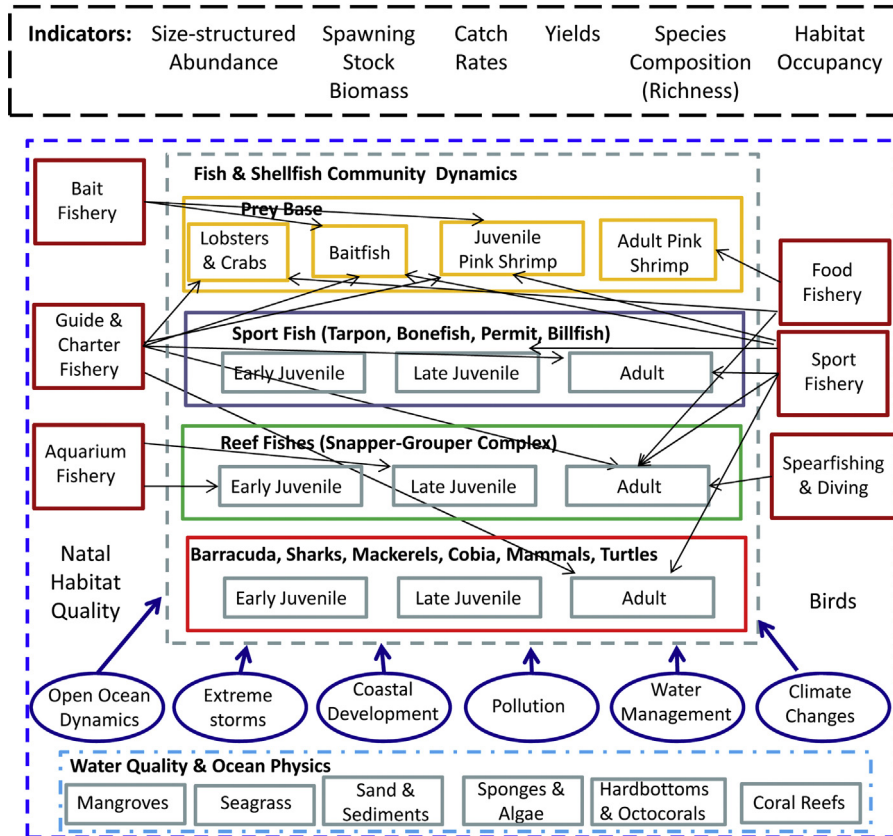 Indicators:
Size-structured
Abundance
Spawning
Stock
Biomass
Catch
Rates
Yields
Species
Composition
(Richness)
Habitat
Occupancy
Bait
Fishery
Fish & Shellfish Community Dynamics
Prey Base
Lobsters
& Crabs
Baitfish
Juvenile
Pink Shrimp
Adult Pink
Shrimp
Food
Fishery
Guide &
Charter
Fishery
Sport Fish (Tarpon, Bonefish, Permit, Billfish)
Early Juvenile
Late Juvenile
Adult
Sport
Fishery
Aquarium
Fishery
Reef Fishes (Snapper-Grouper Complex)
Early Juvenile
Late Juvenile
Adult
Spearfishing
& Diving
Natal
Habitat
Quality
Barracuda, Sharks, Mackerels, Cobia, Mammals, Turtles
Early Juvenile
Late Juvenile
Adult
Birds
Open Ocean
Dynamics
Extreme
storms
Coastal
Development
Pollution
Water
Management
Climate
Changes
Water Quality & Ocean Physics
Mangroves
Seagrass
Sand &
Sediments
Sponges &
Algae
Hardbottoms
& Octocorals
Coral Reefs